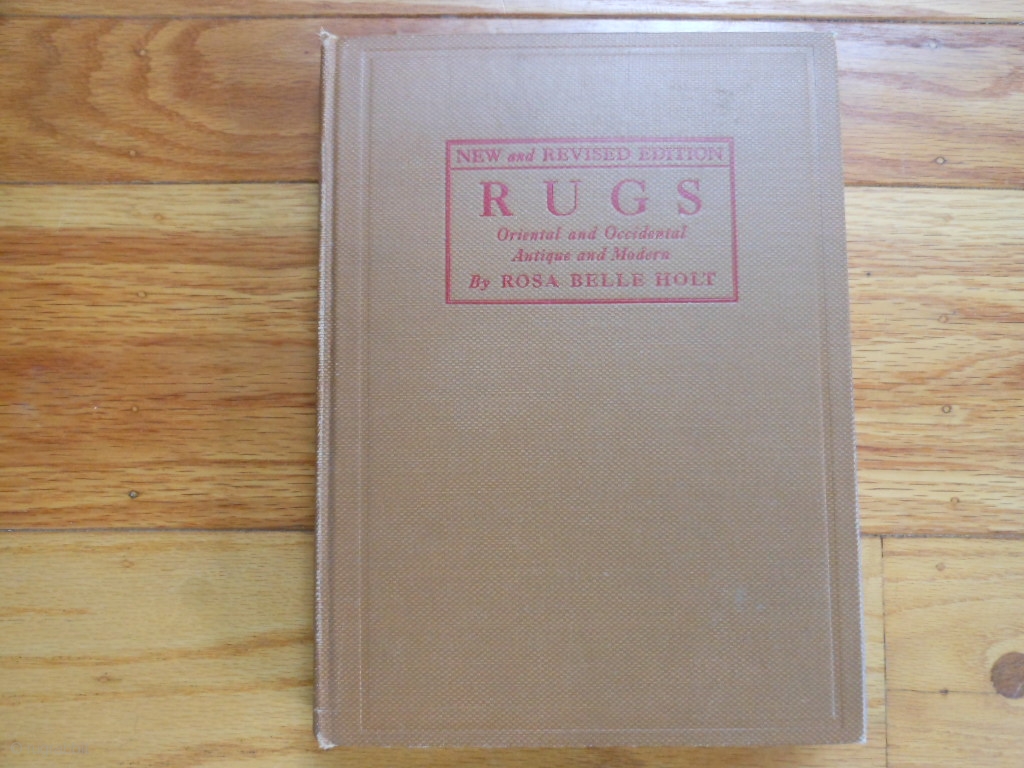 NEW and REVISED EDITION
RUGS
Oriental and Occidental
Antique and Modern
By ROSA BELLE HOLT